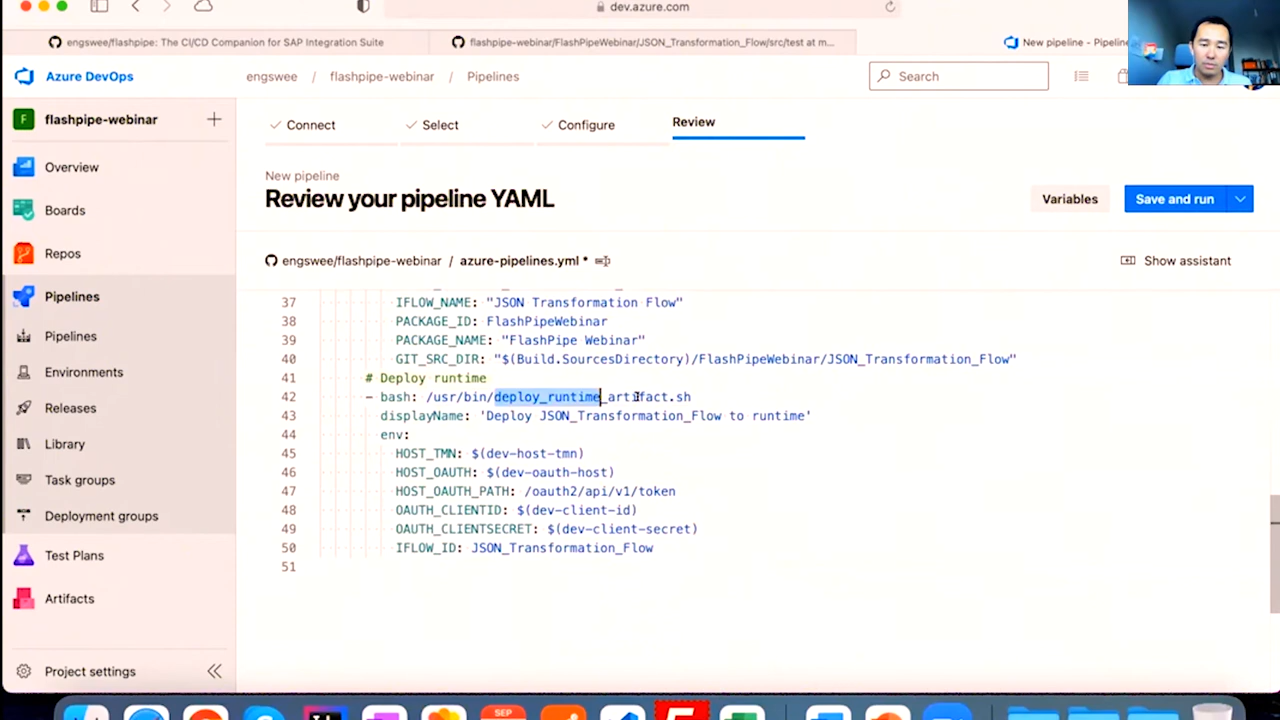 dev.azure.com
engswee/flashpipe: The CI/CD Companion for SAP Integration Suite
flashpipe-webinar/FlashPipeWebinar/JSON_Transformation_Flow/src/test at m...
New pipeline - Pipeline
Azure DevOps
engswee / flashpipe-webinar / Pipelines
Search
F flashpipe-webinar
Connect
Select
Configure
Review
Overview
Boards
Repos
Pipelines
Pipelines
Environments
Releases
Library
Task groups
Deployment groups
Test Plans
Artifacts
Project settings
New pipeline
Review your pipeline YAML
Variables
Save and run
engswee/flashpipe-webinar / azure-pipelines.yml *
Show assistant
37 IFLOW_NAME: "JSON Transformation Flow"
38 PACKAGE_ID: FlashPipeWebinar
39 PACKAGE_NAME: "FlashPipe Webinar"
40 GIT_SRC_DIR: "$(Build.SourcesDirectory)/FlashPipeWebinar/JSON_Transformation_Flow"
41 # Deploy runtime
42 - bash: /usr/bin/deploy_runtime_artifact.sh
43 displayName: 'Deploy JSON_Transformation_Flow to runtime'
44 env:
45 HOST_TMN: $(dev-host-tmn)
46 HOST_OAUTH: $(dev-oauth-host)
47 HOST_OAUTH_PATH: /oauth2/api/v1/token
48 OAUTH_CLIENTID: $(dev-client-id)
49 OAUTH_CLIENTSECRET: $(dev-client-secret)
50 IFLOW_ID: JSON_Transformation_Flow
51
SEP